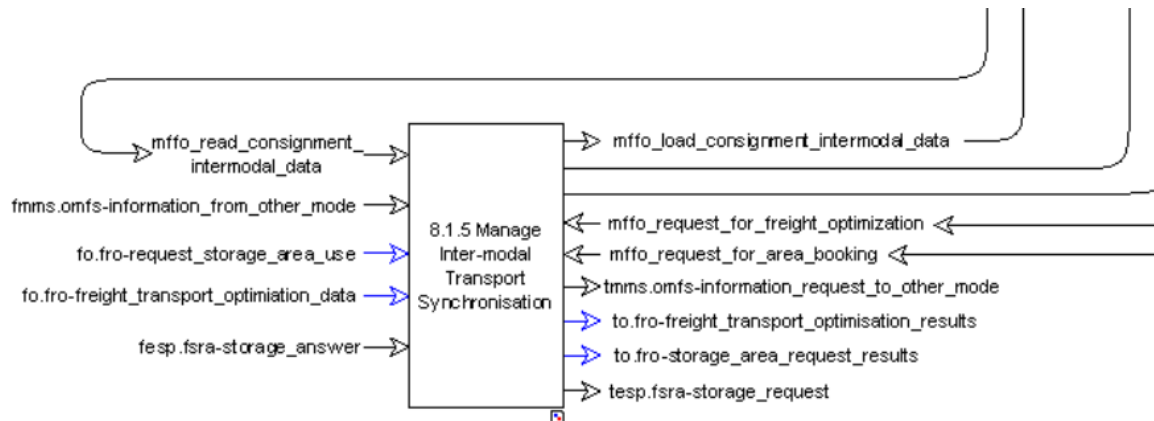 mffo_read_consignment_
intermodal_data
fmms.omfs-information_from_other_mode
fo.fro-request_storage_area_use
fo.fro-freight_transport_optimiation_data
fesp.fsra-storage_answer
8.1.5 Manage
Inter-modal
Transport
Synchronisation
mffo_load_consignment_intermodal_data
mffo_request_for_freight_optimization
mffo_request_for_area_booking
tmms.omfs-information_request_to_other_mode
to.fro-freight_transport_optimisation_results
to.fro-storage_area_request_results
tesp.fsra-storage_request